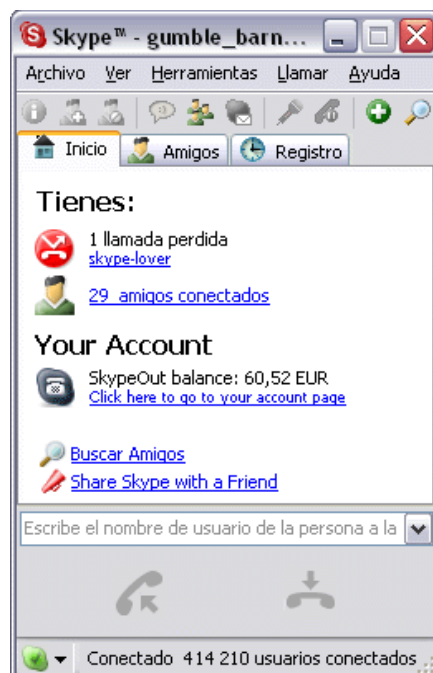 Skype™ - gumble_barn...
Archivo Ver Herramientas Llamar Ayuda
Inicio Amigos Registro
Tienes:
1 llamada perdida
skype-lover
29 amigos conectados
Your Account
SkypeOut balance: 60,52 EUR
Click here to go to your account page
Buscar Amigos
Share Skype with a Friend
Escribe el nombre de usuario de la persona a la
Conectado 414 210 usuarios conectados